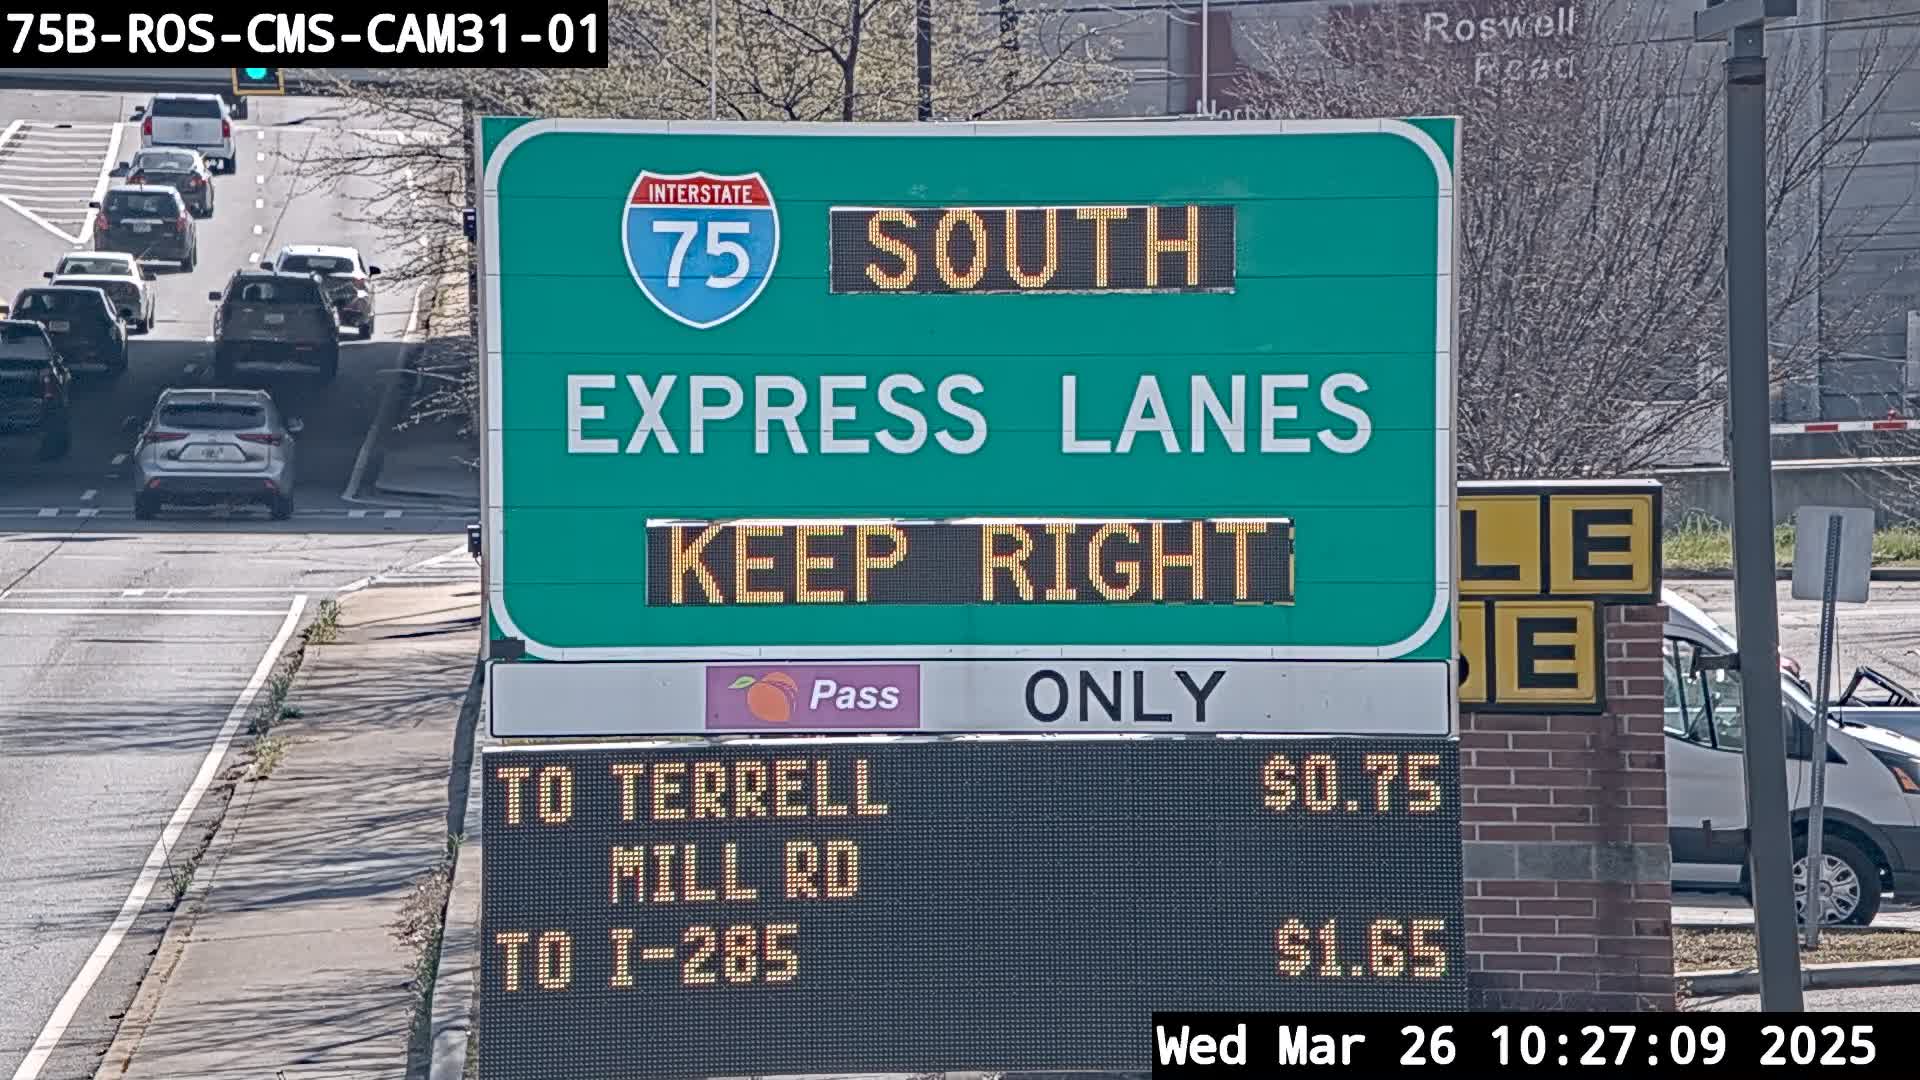 75B-ROS-CMS-CAM31-01
Roswell
Road
INTERSTATE
75
SOUTH
EXPRESS LANES
KEEP RIGHT
LE
E
Pass ONLY
TO TERRELL $0.75
MILL RD
TO I-285 $1.65
Wed Mar 26 10:27:09 2025